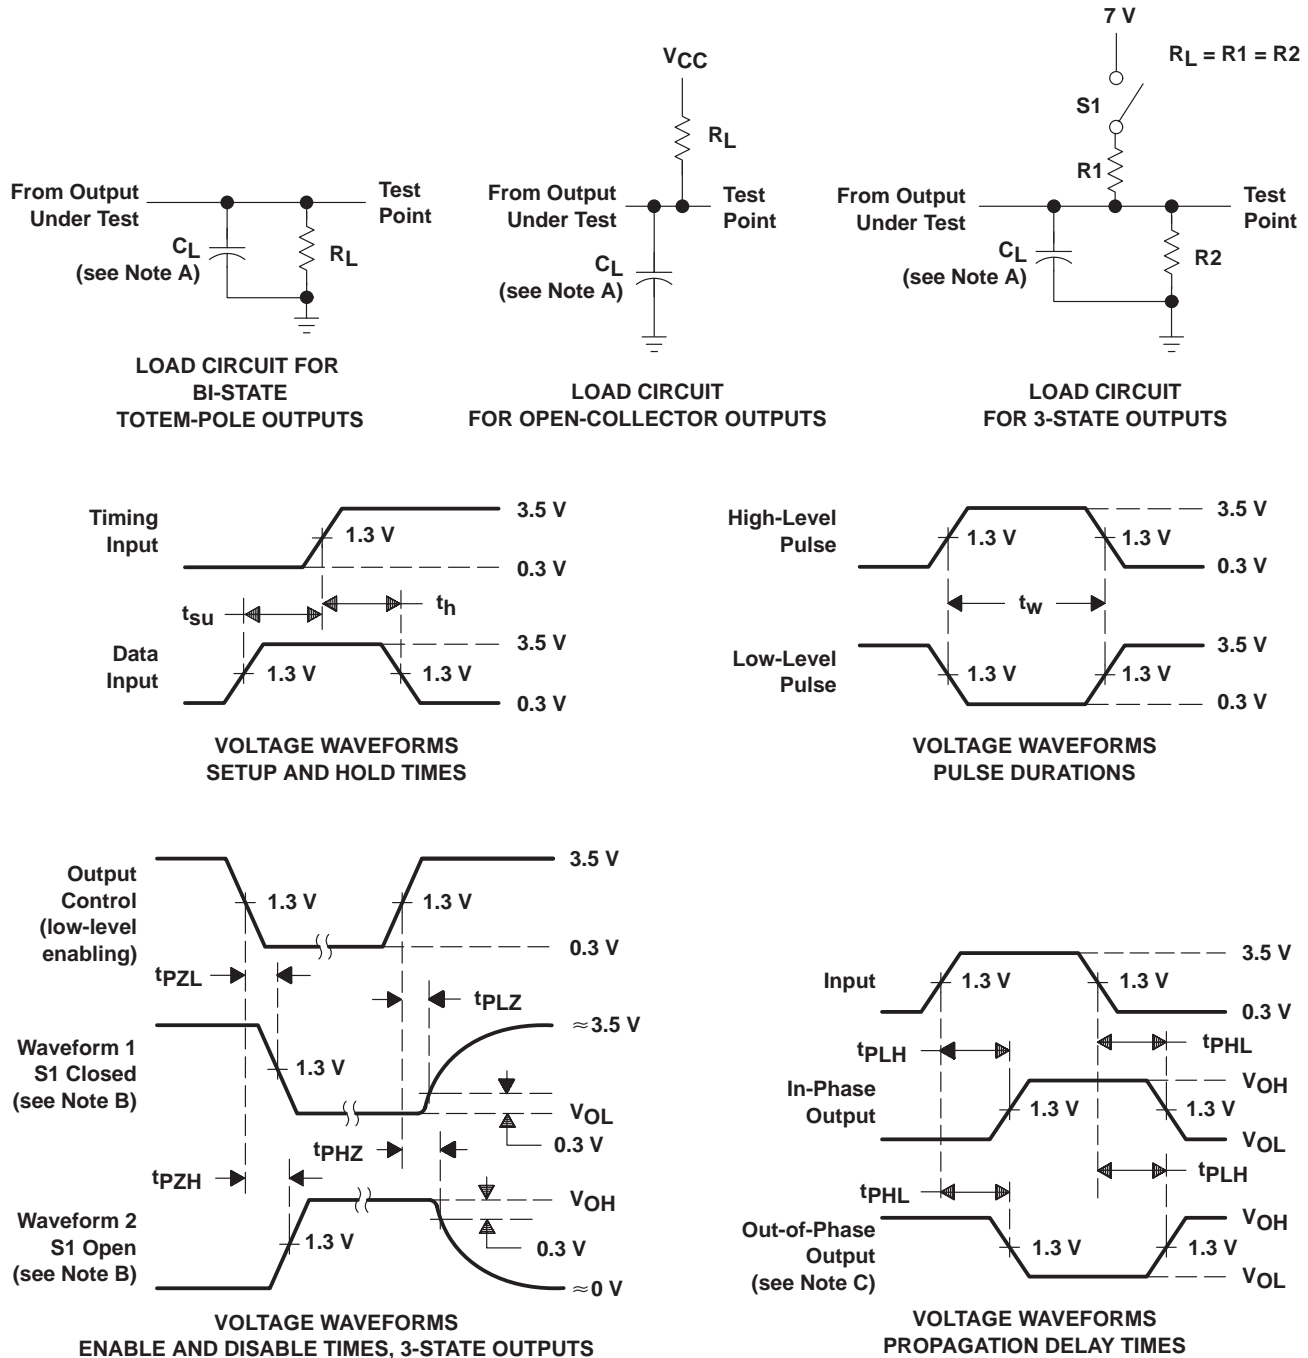 7 V
RL = R1 = R2
S1
R1
From Output
Under Test
Test
Point
CL
(see Note A)
RL
LOAD CIRCUIT FOR
BI-STATE
TOTEM-POLE OUTPUTS
VCC
RL
From Output
Under Test
Test
Point
CL
(see Note A)
LOAD CIRCUIT
FOR OPEN-COLLECTOR OUTPUTS
From Output
Under Test
Test
Point
CL
(see Note A)
R2
LOAD CIRCUIT
FOR 3-STATE OUTPUTS
Timing
Input
1.3 V
3.5 V
0.3 V
tsu
th
Data
Input
1.3 V
1.3 V
3.5 V
0.3 V
VOLTAGE WAVEFORMS
SETUP AND HOLD TIMES
High-Level
Pulse
1.3 V
1.3 V
3.5 V
0.3 V
tw
Low-Level
Pulse
1.3 V
1.3 V
3.5 V
0.3 V
VOLTAGE WAVEFORMS
PULSE DURATIONS
Output
Control
(low-level
enabling)
1.3 V
1.3 V
3.5 V
0.3 V
tPZL
tPLZ
Waveform 1
S1 Closed
(see Note B)
1.3 V
≈3.5 V
VOL
0.3 V
tPHZ
tPZH
Waveform 2
S1 Open
(see Note B)
1.3 V
VOH
0.3 V
≈0 V
VOLTAGE WAVEFORMS
ENABLE AND DISABLE TIMES, 3-STATE OUTPUTS
Input
1.3 V
1.3 V
3.5 V
0.3 V
tPLH
tPHL
In-Phase
Output
1.3 V
1.3 V
VOH
VOL
tPHL
tPLH
Out-of-Phase
Output
(see Note C)
1.3 V
1.3 V
VOH
VOL
VOLTAGE WAVEFORMS
PROPAGATION DELAY TIMES